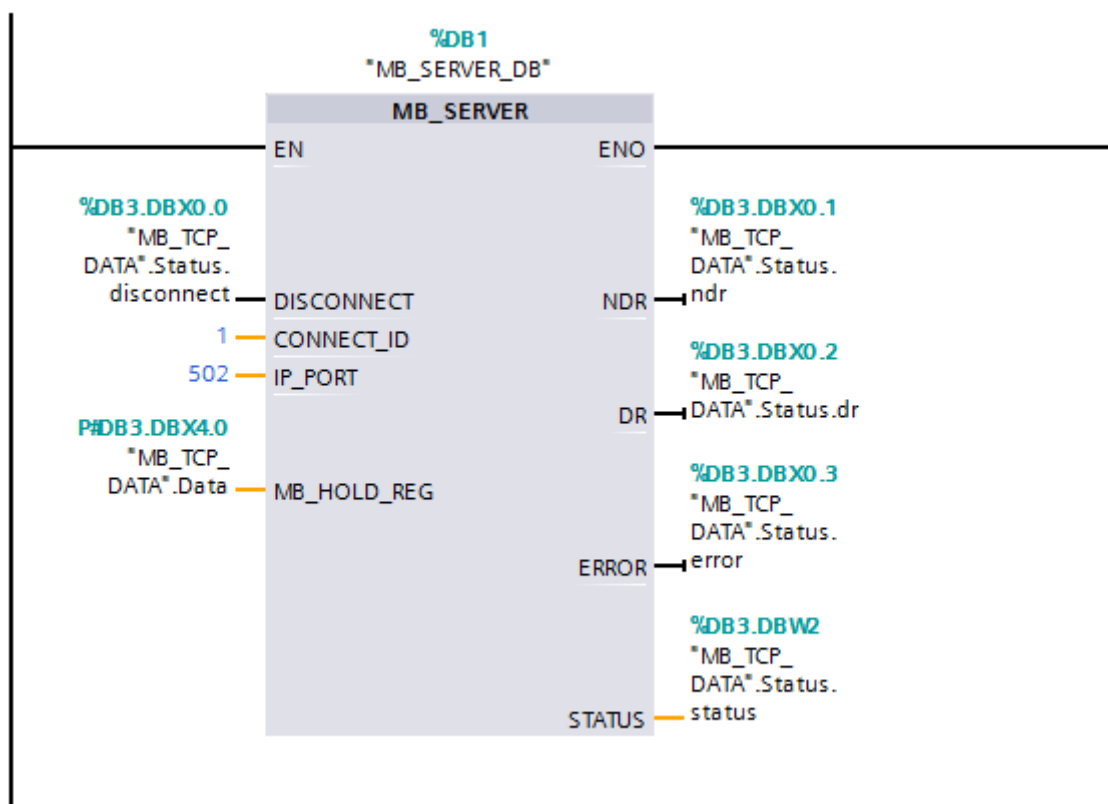 %DB1
"MB_SERVER_DB"
MB_SERVER
EN
ENO
%DB3.DBX0.0
"MB_TCP_
DATA".Status.
disconnect
DISCONNECT
1
CONNECT_ID
502
IP_PORT
P#DB3.DBX4.0
"MB_TCP_
DATA".Data
MB_HOLD_REG
%DB3.DBX0.1
"MB_TCP_
DATA".Status.
NDR
ndr
%DB3.DBX0.2
"MB_TCP_
DR
DATA".Status.dr
%DB3.DBX0.3
"MB_TCP_
DATA".Status.
ERROR
error
%DB3.DBW2
"MB_TCP_
DATA".Status.
STATUS
status